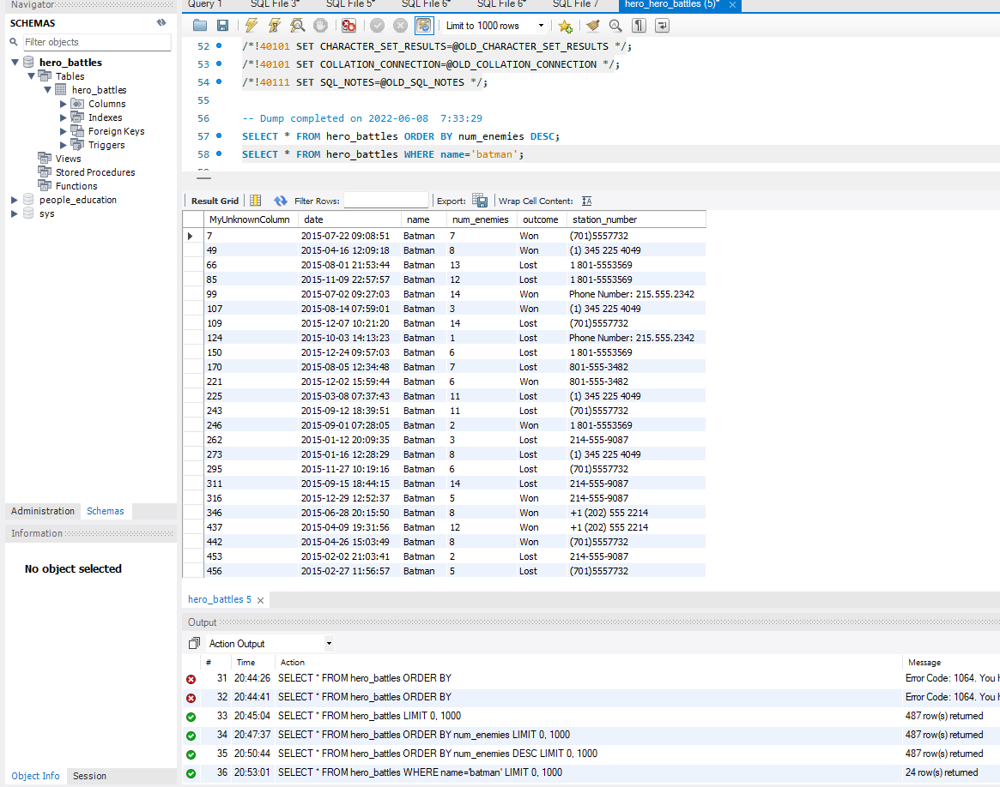 Navigator
Query 1 SQL File 3* SQL File 5* SQL File 6* SQL File 6* SQL File 7 hero_hero_battles (5)*
SCHEMAS
Filter objects
hero_battles
Tables
hero_battles
Columns
Indexes
Foreign Keys
Triggers
Views
Stored Procedures
Functions
people_education
sys
Administration Schemas
Information
No object selected
Object Info Session
Limit to 1000 rows
52 /*!40101 SET CHARACTER_SET_RESULTS=@OLD_CHARACTER_SET_RESULTS */;
53 /*!40101 SET COLLATION_CONNECTION=@OLD_COLLATION_CONNECTION */;
54 /*!40111 SET SQL_NOTES=@OLD_SQL_NOTES */;
55
56 -- Dump completed on 2022-06-08  7:33:29
57 SELECT * FROM hero_battles ORDER BY num_enemies DESC;
58 SELECT * FROM hero_battles WHERE name='batman';
Result Grid Filter Rows: Export: Wrap Cell Content:
MyUnknownColumn date name num_enemies outcome station_number
7 2015-07-22 09:08:51 Batman 7 Won (701)5557732
49 2015-04-16 12:09:18 Batman 8 Won (1) 345 225 4049
66 2015-08-01 21:53:44 Batman 13 Lost 1 801-5553569
85 2015-11-09 22:57:57 Batman 12 Lost 1 801-5553569
99 2015-07-02 09:27:03 Batman 14 Won Phone Number: 215.555.2342
107 2015-08-14 07:59:01 Batman 3 Won (1) 345 225 4049
109 2015-12-07 10:21:20 Batman 14 Lost (701)5557732
124 2015-10-03 14:13:23 Batman 1 Lost Phone Number: 215.555.2342
150 2015-12-24 09:57:03 Batman 6 Lost 1 801-5553569
170 2015-08-05 12:34:48 Batman 7 Lost 801-555-3482
221 2015-12-02 15:59:44 Batman 6 Won 801-555-3482
225 2015-03-08 07:37:43 Batman 11 Lost (1) 345 225 4049
243 2015-09-12 18:39:51 Batman 11 Lost (701)5557732
246 2015-09-01 07:28:05 Batman 2 Won 1 801-5553569
262 2015-01-12 20:09:35 Batman 3 Lost 214-555-9087
273 2015-01-16 12:28:29 Batman 8 Lost (1) 345 225 4049
295 2015-11-27 10:19:16 Batman 6 Lost (701)5557732
311 2015-09-15 18:44:15 Batman 14 Lost 214-555-9087
316 2015-12-29 12:52:37 Batman 5 Won 214-555-9087
346 2015-06-28 20:15:50 Batman 8 Won +1 (202) 555 2214
437 2015-04-09 19:31:56 Batman 12 Won +1 (202) 555 2214
442 2015-04-26 15:03:49 Batman 8 Won (701)5557732
453 2015-02-02 21:03:41 Batman 2 Lost 214-555-9087
456 2015-02-27 11:56:57 Batman 5 Lost (701)5557732
hero_battles 5
Output
Action Output
# Time Action Message
31 20:44:26 SELECT * FROM hero_battles ORDER BY Error Code: 1064. You h
32 20:44:41 SELECT * FROM hero_battles ORDER BY Error Code: 1064. You h
33 20:45:04 SELECT * FROM hero_battles LIMIT 0, 1000 487 row(s) returned
34 20:47:37 SELECT * FROM hero_battles ORDER BY num_enemies LIMIT 0, 1000 487 row(s) returned
35 20:50:44 SELECT * FROM hero_battles ORDER BY num_enemies DESC LIMIT 0, 1000 487 row(s) returned
36 20:53:01 SELECT * FROM hero_battles WHERE name='batman' LIMIT 0, 1000 24 row(s) returned